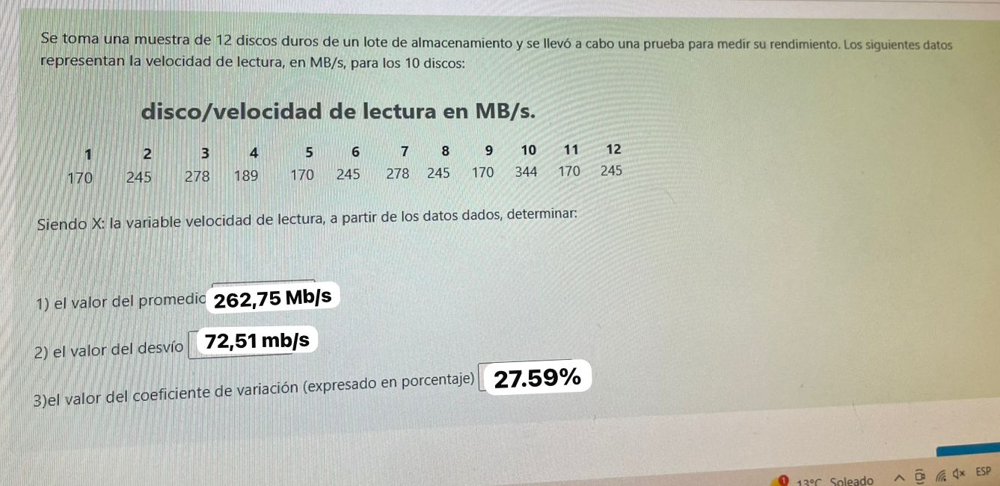 Se toma una muestra de 12 discos duros de un lote de almacenamiento y se llevó a cabo una prueba para medir su rendimiento. Los siguientes datos
representan la velocidad de lectura, en MB/s, para los 10 discos:
disco/velocidad de lectura en MB/s.
1 2 3 4 5 6 7 8 9 10 11 12
170 245 278 189 170 245 278 245 170 344 170 245
Siendo X: la variable velocidad de lectura, a partir de los datos dados, determinar:
1) el valor del promedio 262,75 Mb/s
2) el valor del desvío 72,51 mb/s
3)el valor del coeficiente de variación (expresado en porcentaje) 27.59%
1 13°C Soleado ESP